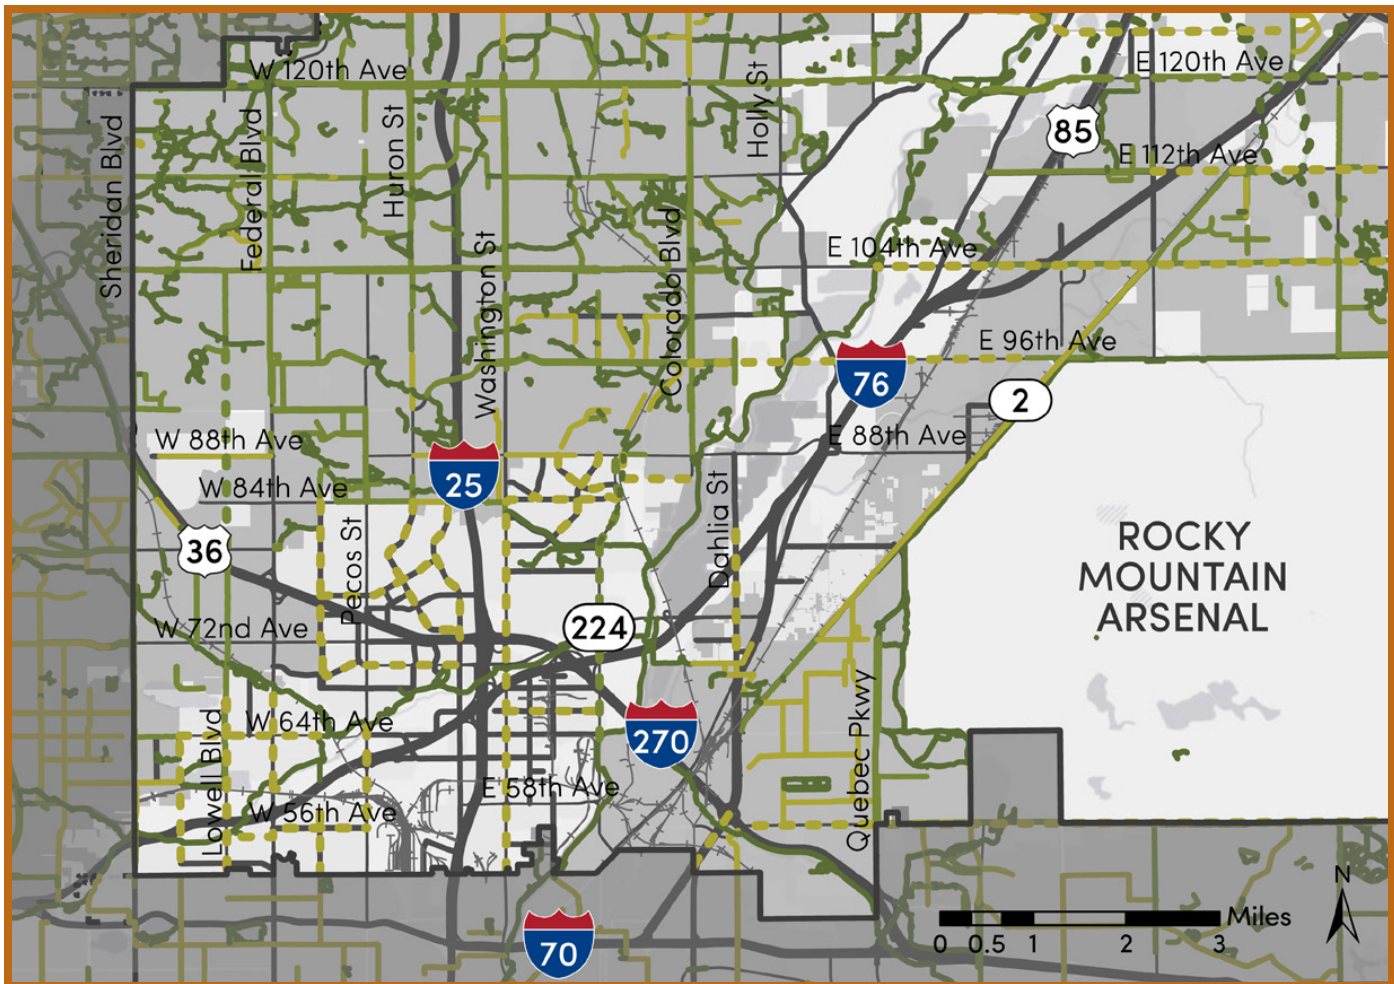 W 120th Ave
E 120th Ave
Holly St
85
Sheridan Blvd
Federal Blvd
Huron St
E 112th Ave
Washington St
Colorado Blvd
E 104th Ave
E 96th Ave
76
2
W 88th Ave
E 88th Ave
25
W 84th Ave
Dahlia St
Pecos St
36
ROCKY
MOUNTAIN
ARSENAL
W 72nd Ave
224
Quebec Pkwy
Lowell Blvd
W 64th Ave
270
E 58th Ave
W 56th Ave
N
Miles
0 0.5 1 2 3
70